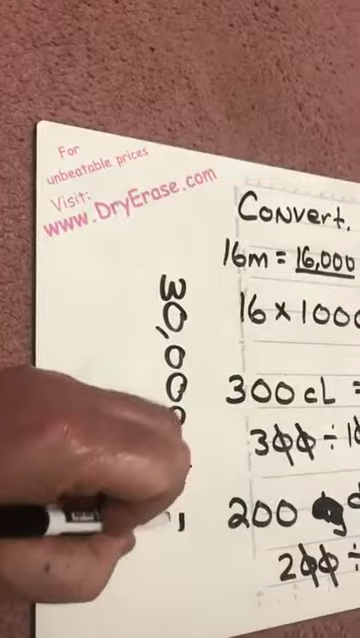 For
unbeatable prices
Visit:
www.DryErase.com
Convert.
16m = 16,000
16 × 1000
300 cL =
300 ÷ 10
200
200 ÷
30,000